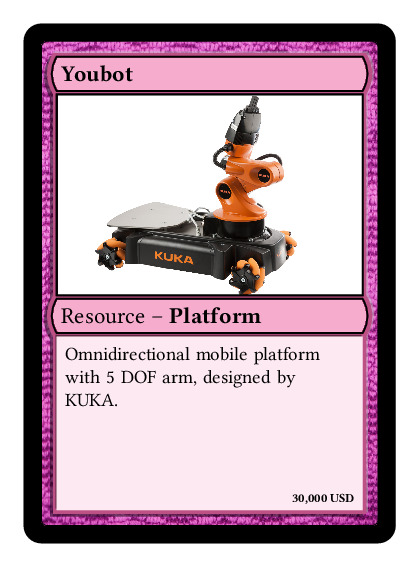 Youbot
KUKA
Resource – Platform
Omnidirectional mobile platform
with 5 DOF arm, designed by
KUKA.
30,000 USD